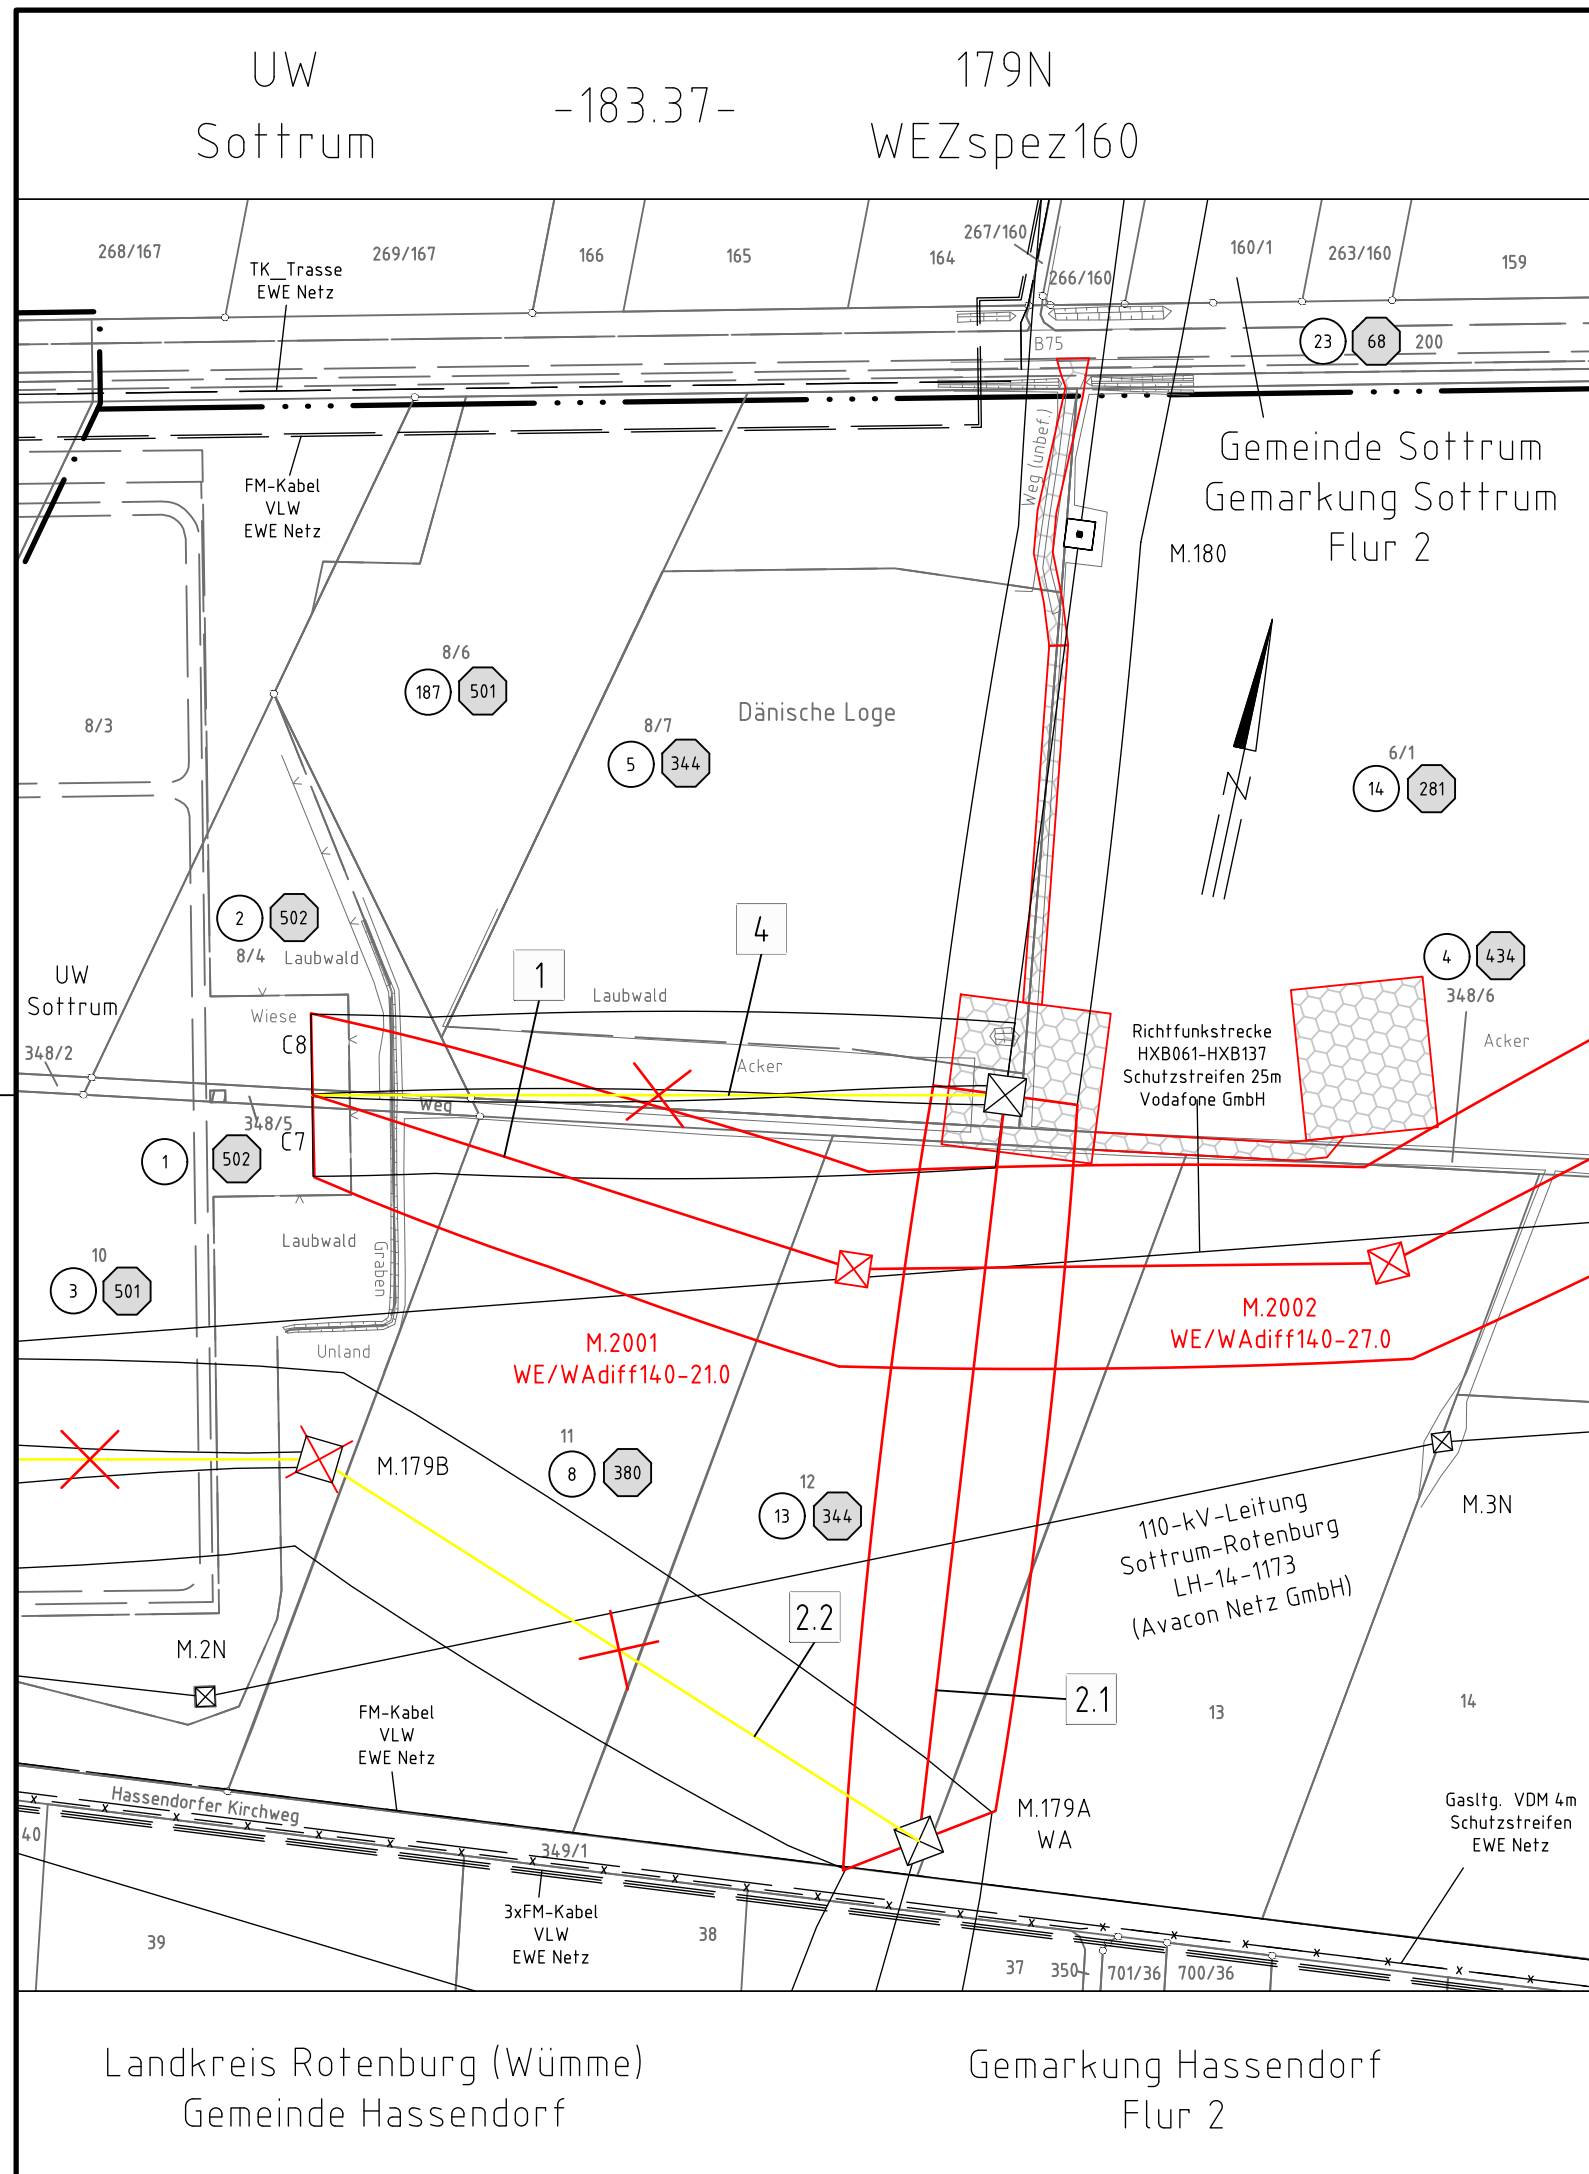 UW
Sottrum
-183.37-
179N
WEZspez160
268/167
269/167
166
165
164
267/160
266/160
160/1
263/160
159
TK_Trasse
EWE Netz
B75
23
68
200
FM-Kabel
VLW
EWE Netz
Weg (unbef.)
Gemeinde Sottrum
Gemarkung Sottrum
Flur 2
M.180
8/6
187
501
8/3
8/7
5
344
Dänische Loge
6/1
14
281
N
2
502
8/4
Laubwald
4
1
4
434
348/6
Acker
UW
Sottrum
Wiese
Laubwald
C8
348/2
Acker
Richtfunkstrecke
HXB061-HXB137
Schutzstreifen 25m
Vodafone GmbH
Weg
348/5
C7
1
502
10
3
501
Laubwald
Graben
Unland
M.2001
WE/WAdiff140-21.0
M.2002
WE/WAdiff140-27.0
M.179B
11
8
380
12
13
344
M.3N
110-kV-Leitung
Sottrum-Rotenburg
LH-14-1173
(Avacon Netz GmbH)
2.2
2.1
M.2N
13
14
FM-Kabel
VLW
EWE Netz
Hassendorfer Kirchweg
40
349/1
M.179A
WA
Gasltg. VDM 4m
Schutzstreifen
EWE Netz
3xFM-Kabel
VLW
EWE Netz
39
38
37
350
701/36
700/36
Landkreis Rotenburg (Wümme)
Gemeinde Hassendorf
Gemarkung Hassendorf
Flur 2